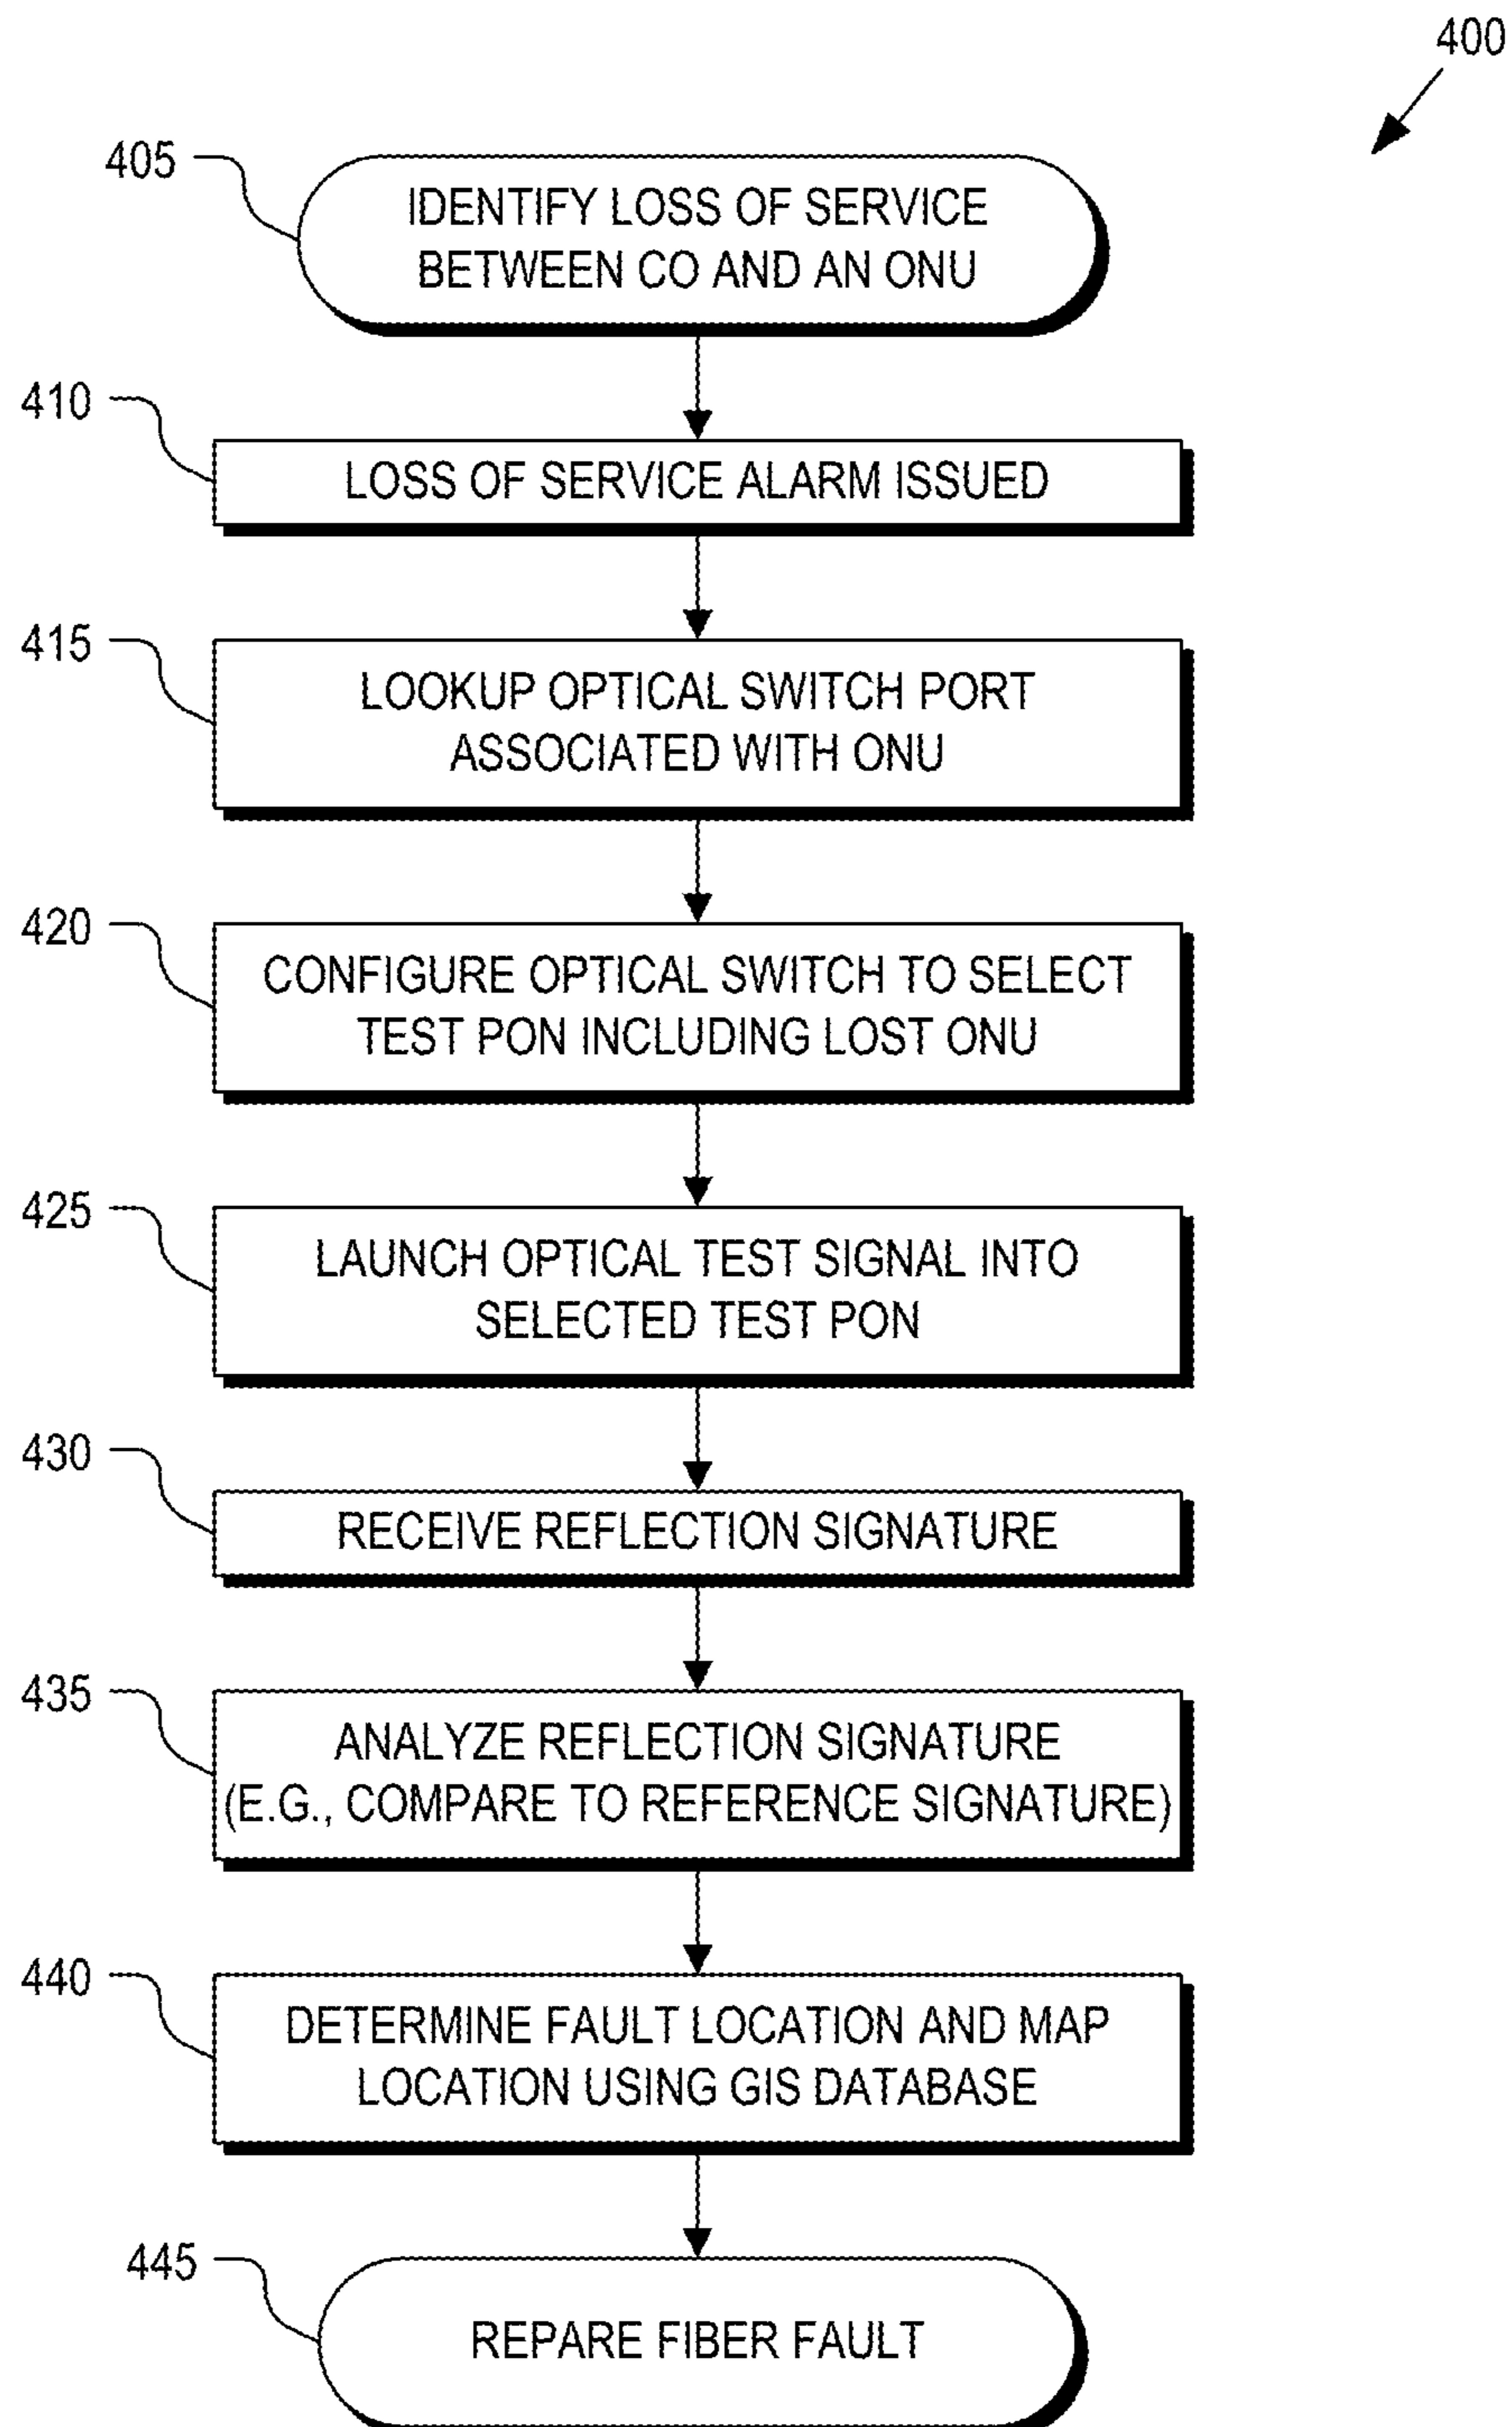 400
405
IDENTIFY LOSS OF SERVICE
BETWEEN CO AND AN ONU
410
LOSS OF SERVICE ALARM ISSUED
415
LOOKUP OPTICAL SWITCH PORT
ASSOCIATED WITH ONU
420
CONFIGURE OPTICAL SWITCH TO SELECT
TEST PON INCLUDING LOST ONU
425
LAUNCH OPTICAL TEST SIGNAL INTO
SELECTED TEST PON
430
RECEIVE REFLECTION SIGNATURE
435
ANALYZE REFLECTION SIGNATURE
(E.G., COMPARE TO REFERENCE SIGNATURE)
440
DETERMINE FAULT LOCATION AND MAP
LOCATION USING GIS DATABASE
445
REPARE FIBER FAULT